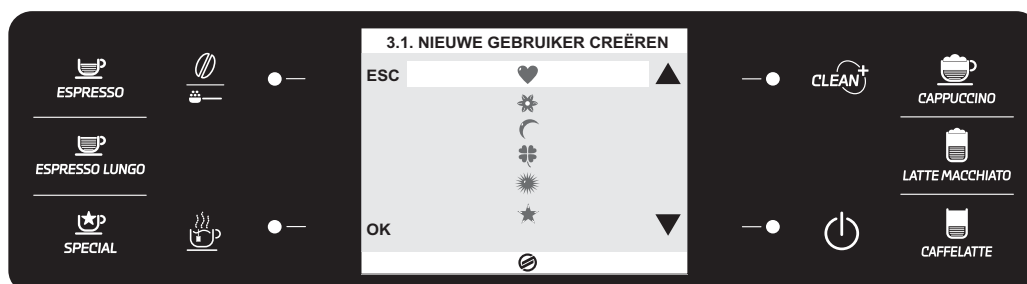 3.1. NIEUWE GEBRUIKER CREËREN
ESC
OK
ESPRESSO
ESPRESSO LUNGO
SPECIAL
CLEAN+
CAPPUCCINO
LATTE MACCHIATO
CAFFELATTE